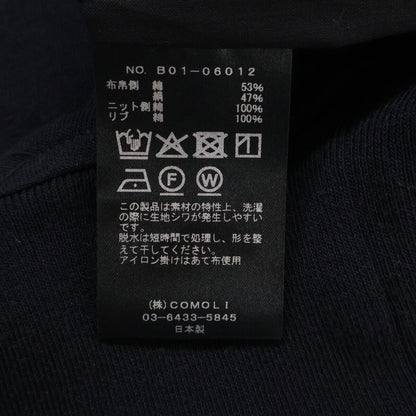 NO. B01-06012
布帛側 綿 53%
絹 47%
ニット側 綿 100%
リブ 綿 100%
F W
この製品は素材の特性上、洗濯
の際に生地シワが発生しやすい
です。
脱水は短時間で処理し、形を整
えて干してください。
アイロン掛けはあて布使用
(株) COMOLI
03-6433-5845
日本製